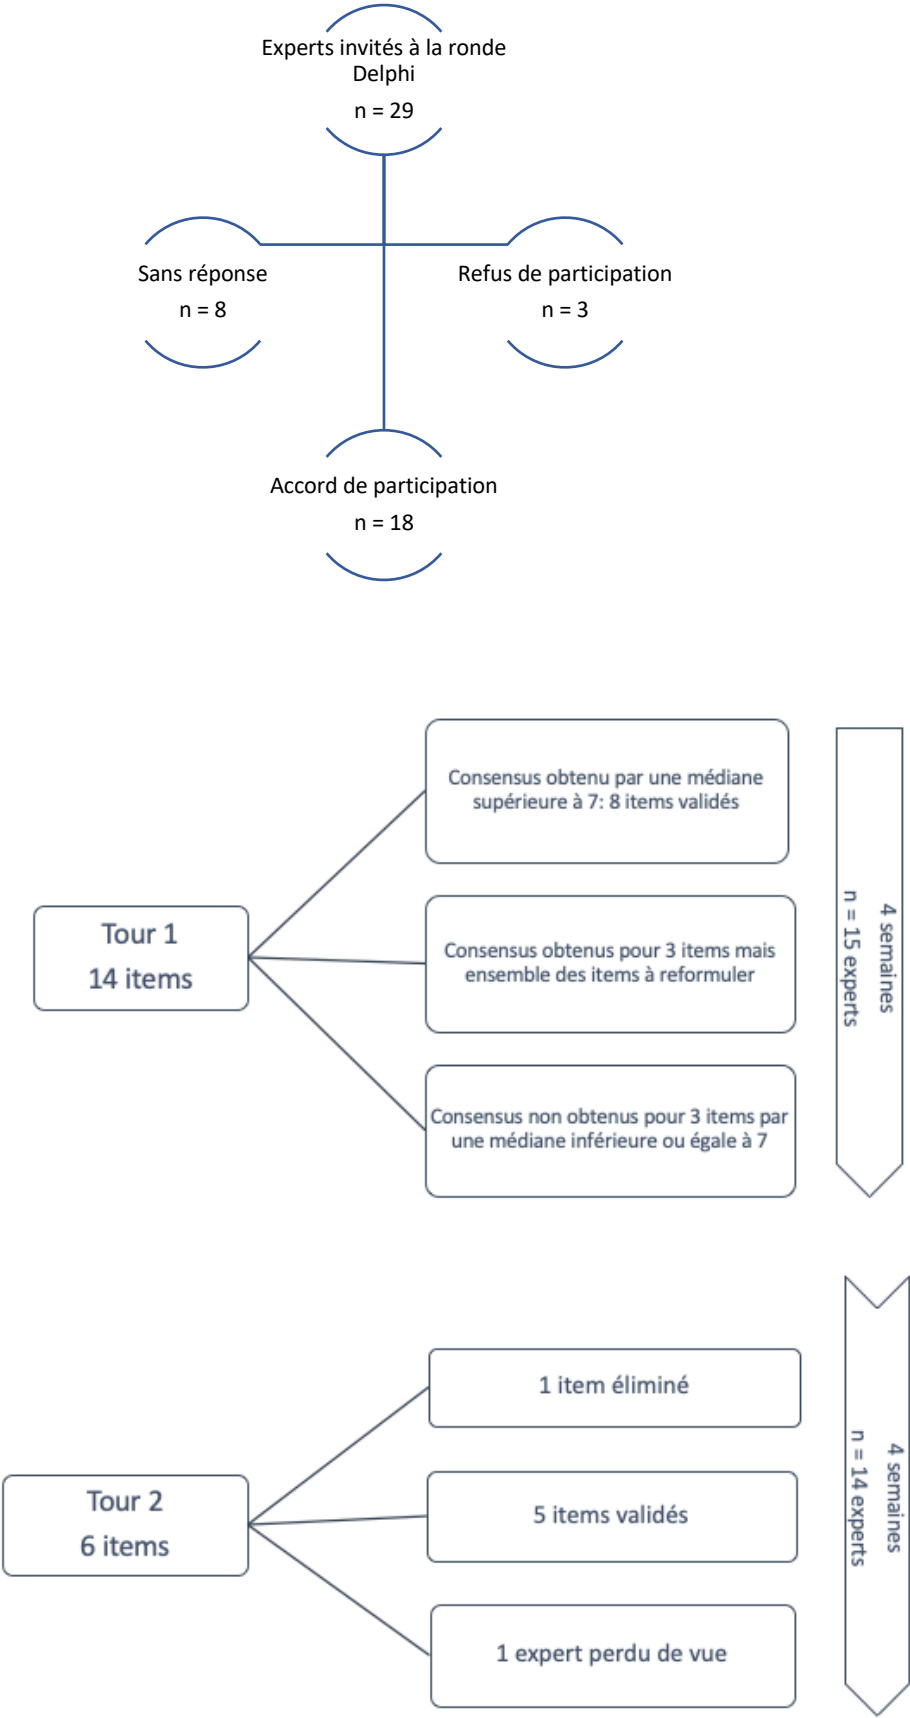 Experts invités à la ronde
Delphi
n = 29
Sans réponse
n = 8
Refus de participation
n = 3
Accord de participation
n = 18
Tour 1
14 items
Consensus obtenu par une médiane
supérieure à 7: 8 items validés
Consensus obtenus pour 3 items mais
ensemble des items à reformuler
Consensus non obtenus pour 3 items par
une médiane inférieure ou égale à 7
4 semaines
n = 15 experts
Tour 2
6 items
1 item éliminé
5 items validés
1 expert perdu de vue
4 semaines
n = 14 experts